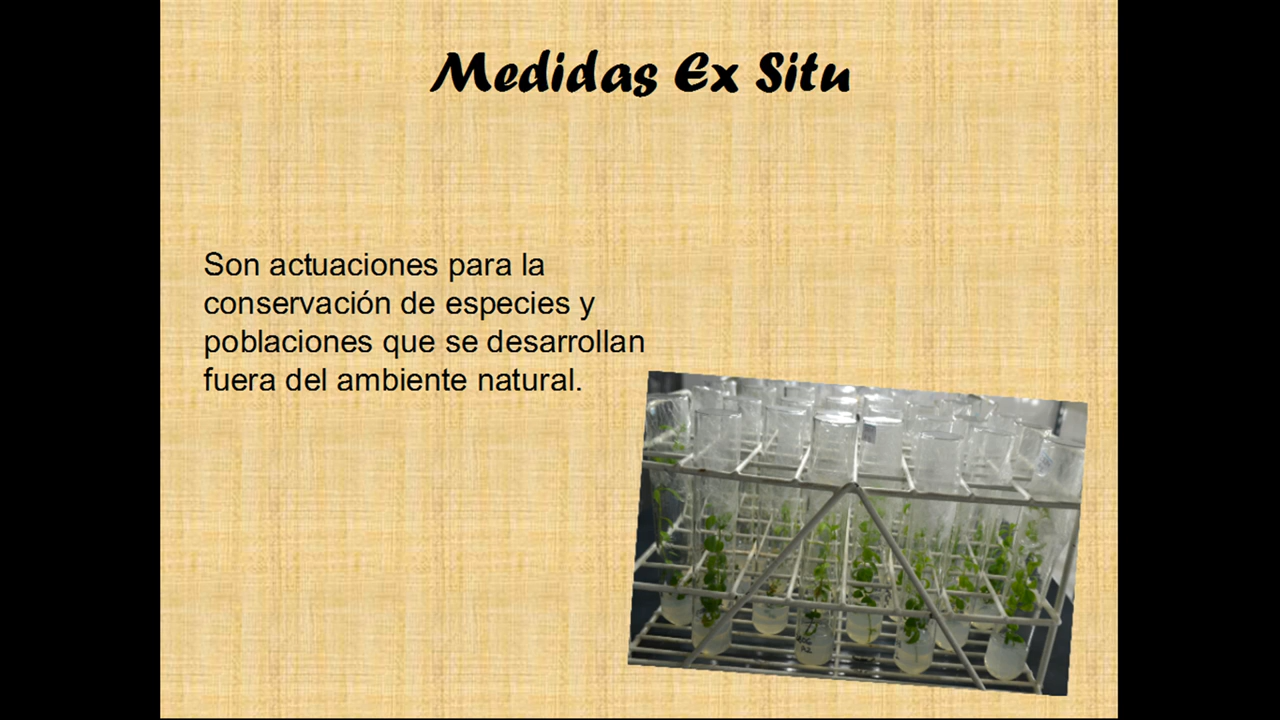 Medidas Ex Situ
Son actuaciones para la
conservación de especies y
poblaciones que se desarrollan
fuera del ambiente natural.